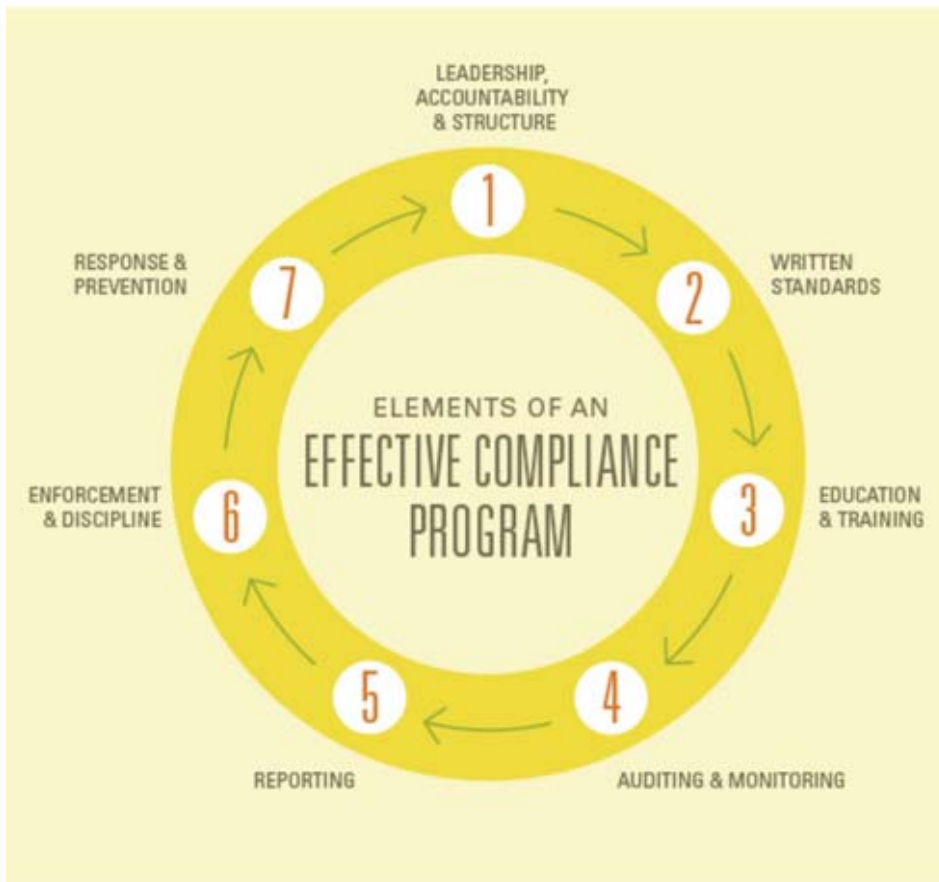 LEADERSHIP,
ACCOUNTABILITY
& STRUCTURE
1
WRITTEN
STANDARDS
2
EDUCATION
& TRAINING
3
AUDITING & MONITORING
4
REPORTING
5
ENFORCEMENT
& DISCIPLINE
6
RESPONSE &
PREVENTION
7
ELEMENTS OF AN
EFFECTIVE COMPLIANCE
PROGRAM